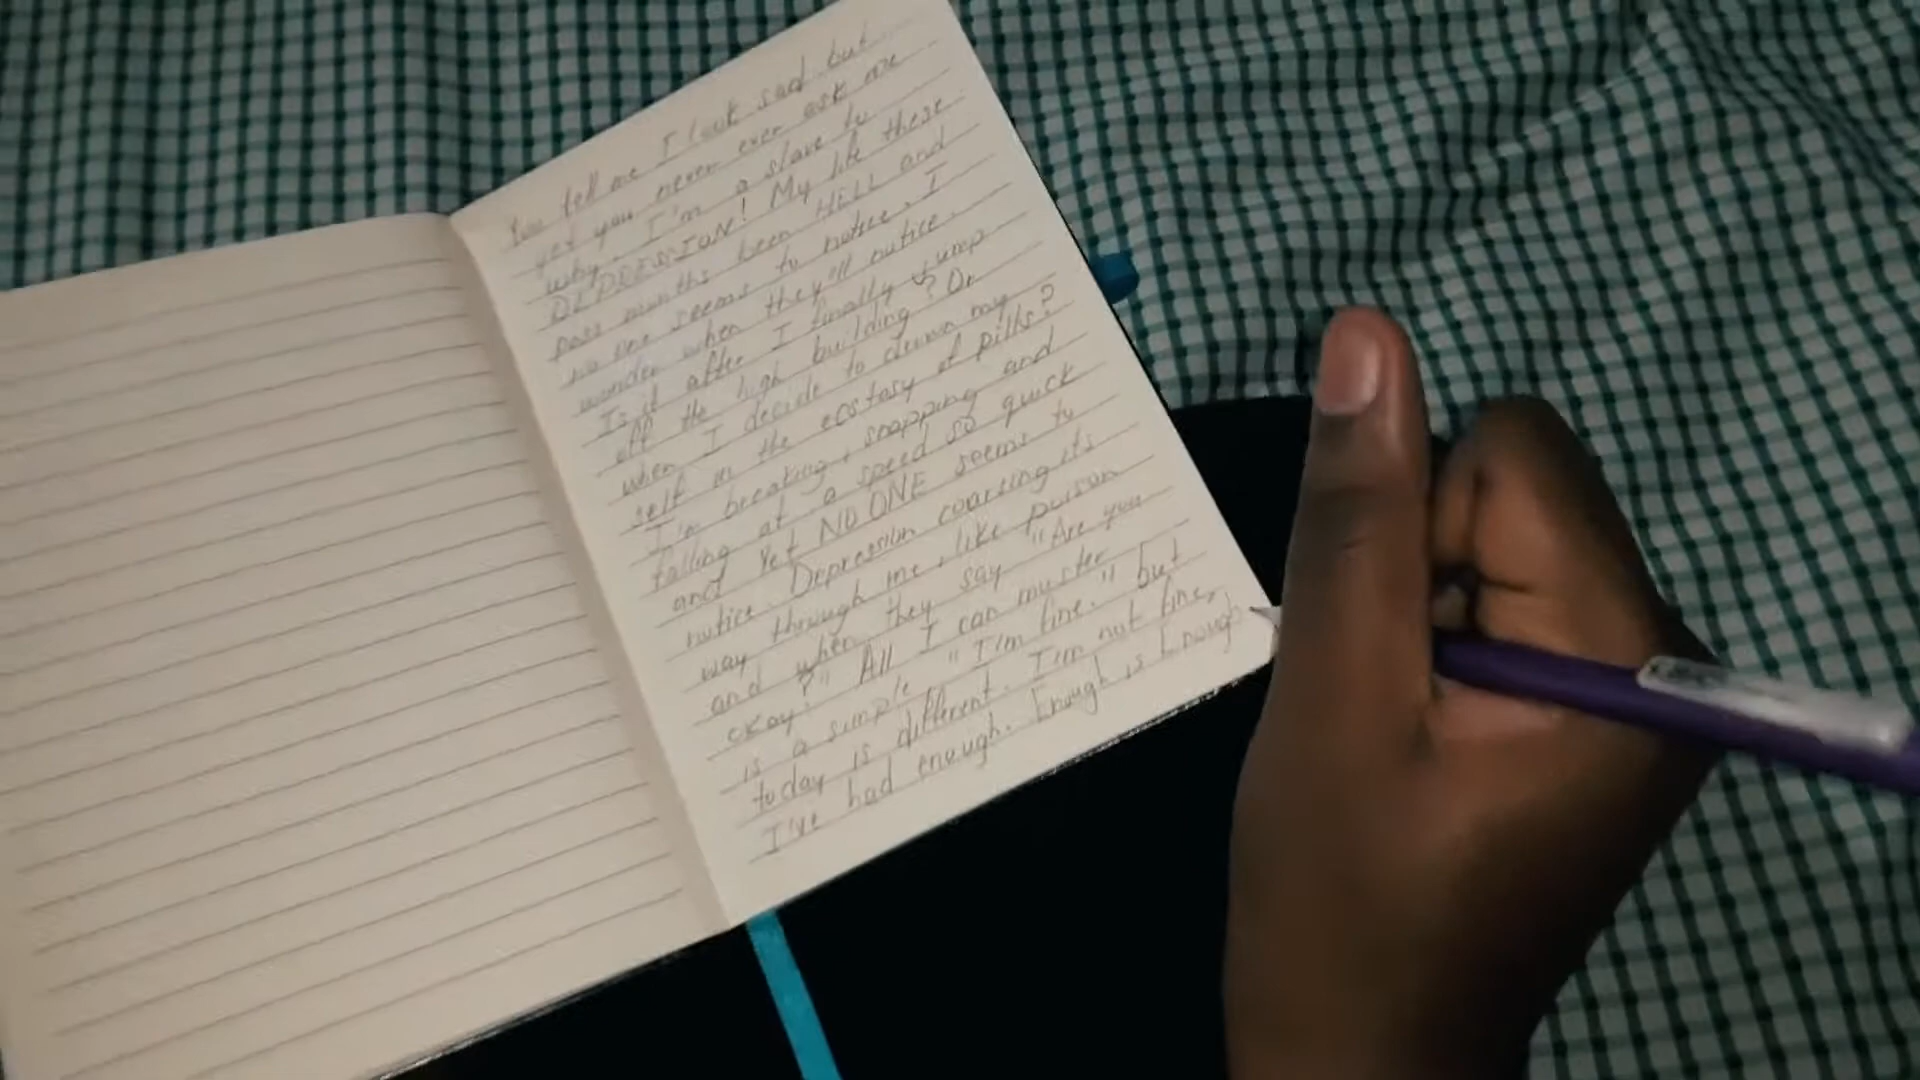 You tell me I look sad but
yet you never ever ask me
why. I'm a slave to
DEPRESSION! My life these
pass months been HELL and
no one seems to notice. I
wonder when they'll notice.
Is it after I finally jump
off the high building? Or
when I decide to drown my
self in the ecstasy of pills?
I'm breaking, snapping and
falling at a speed so quick
and Yet NO ONE seems to
notice. Depression coarsing its
way through me, like poison
and when they say "Are you
okay?" All I can muster
is a simple "I'm fine." but
today is different. I'm not fine,
I've had enough. Enough is Enough